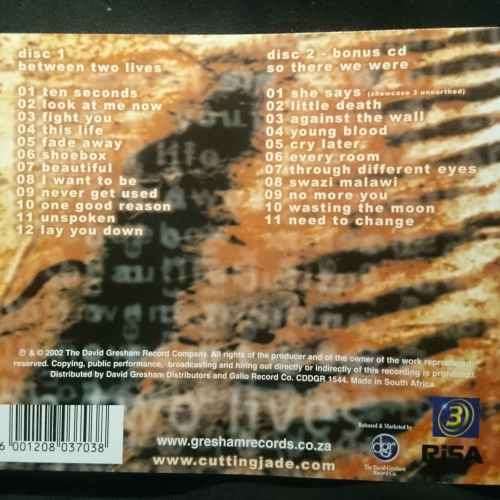 disc 1
between two lives
01 ten seconds
02 look at me now
03 fight you
04 this life
05 fade away
06 shoebox
07 beautiful
08 I want to be
09 never get used
10 one good reason
11 unspoken
12 lay you down
disc 2 - bonus cd
so there we were
01 she says (showcase 3 unearthed)
02 little death
03 against the wall
04 young blood
05 cry later
06 every room
07 through different eyes
08 swazi malawi
09 no more you
10 wasting the moon
11 need to change
℗ & © 2002 The David Gresham Record Company. All rights of the producer and of the owner of the work reproduced
reserved. Copying, public performance, broadcasting and hiring out directly or indirectly of this recording is prohibited.
Distributed by David Gresham Distributors and Gallo Record Co. CDDGR 1544. Made in South Africa.
6 001208 037038
www.greshamrecords.co.za
www.cuttingjade.com
Released & Marketed by
dgr
The David Gresham
Record Co.
3
RiSA